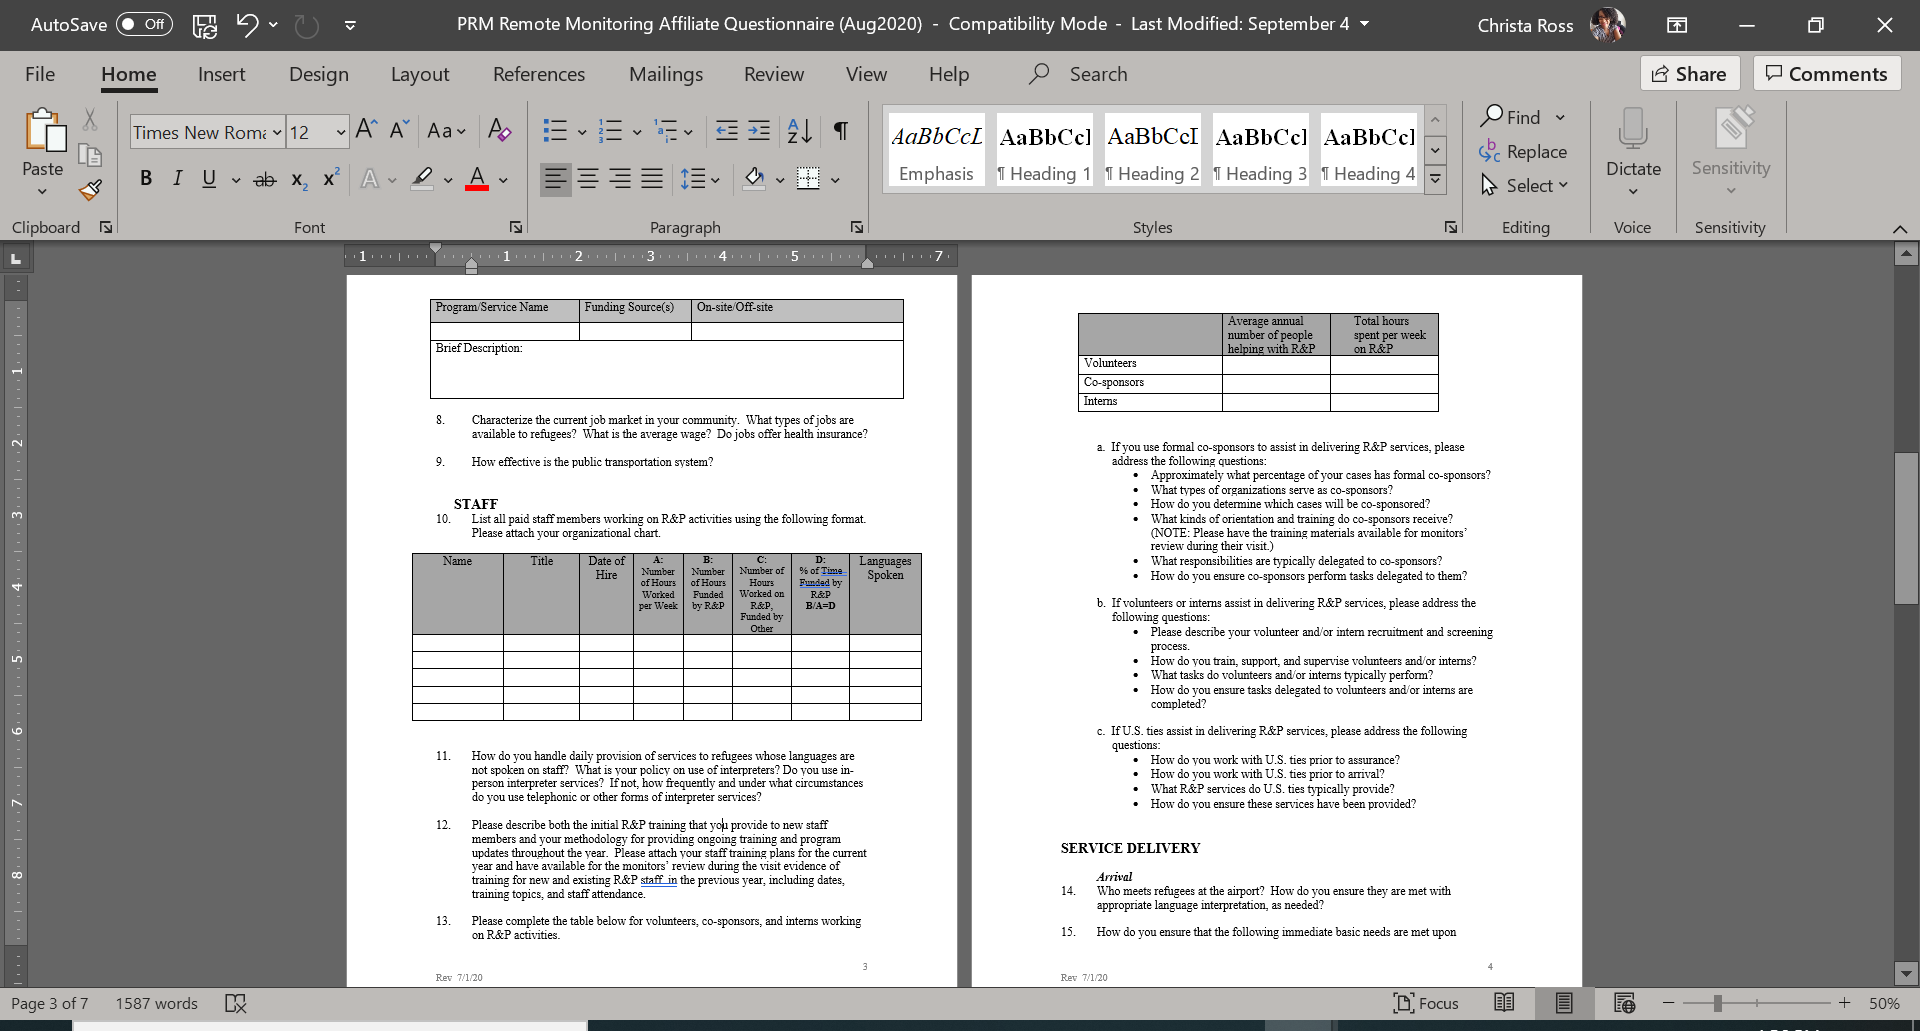 AutoSave Off PRM Remote Monitoring Affiliate Questionnaire (Aug2020) - Compatibility Mode - Last Modified: September 4 Christa Ross
File Home Insert Design Layout References Mailings Review View Help Search Share Comments
Paste
Clipboard
Times New Roma 12
A A Aa A
B I U ab x2 x2 A A
Font
Paragraph
AaBbCcL AaBbCcI AaBbCcI AaBbCcI AaBbCcI
Emphasis ¶ Heading 1 ¶ Heading 2 ¶ Heading 3 ¶ Heading 4
Styles
Find
Replace
Select
Editing
Dictate
Voice
Sensitivity
Sensitivity
L
1 1 2 3 4 5 7
1
2
3
4
5
6
7
8
Program/Service Name Funding Source(s) On-site/Off-site
Brief Description:
8. Characterize the current job market in your community. What types of jobs are
available to refugees? What is the average wage? Do jobs offer health insurance?
9. How effective is the public transportation system?
STAFF
10. List all paid staff members working on R&P activities using the following format.
Please attach your organizational chart.
Name
Title
Date of
Hire
A:
Number
of Hours
Worked
per Week
B:
Number
of Hours
Funded
by R&P
C:
Number of
Hours
Worked on
R&P,
Funded by
Other
D:
% of Time
Funded by
R&P
B/A=D
Languages
Spoken
11. How do you handle daily provision of services to refugees whose languages are
not spoken on staff? What is your policy on use of interpreters? Do you use in-
person interpreter services? If not, how frequently and under what circumstances
do you use telephonic or other forms of interpreter services?
12. Please describe both the initial R&P training that you provide to new staff
members and your methodology for providing ongoing training and program
updates throughout the year. Please attach your staff training plans for the current
year and have available for the monitors' review during the visit evidence of
training for new and existing R&P staff in the previous year, including dates,
training topics, and staff attendance.
13. Please complete the table below for volunteers, co-sponsors, and interns working
on R&P activities.
3
Rev 7/1/20
Average annual
number of people
helping with R&P
Total hours
spent per week
on R&P
Volunteers
Co-sponsors
Interns
a. If you use formal co-sponsors to assist in delivering R&P services, please
address the following questions:
• Approximately what percentage of your cases has formal co-sponsors?
• What types of organizations serve as co-sponsors?
• How do you determine which cases will be co-sponsored?
• What kinds of orientation and training do co-sponsors receive?
(NOTE: Please have the training materials available for monitors'
review during their visit.)
• What responsibilities are typically delegated to co-sponsors?
• How do you ensure co-sponsors perform tasks delegated to them?
b. If volunteers or interns assist in delivering R&P services, please address the
following questions:
• Please describe your volunteer and/or intern recruitment and screening
process.
• How do you train, support, and supervise volunteers and/or interns?
• What tasks do volunteers and/or interns typically perform?
• How do you ensure tasks delegated to volunteers and/or interns are
completed?
c. If U.S. ties assist in delivering R&P services, please address the following
questions:
• How do you work with U.S. ties prior to assurance?
• How do you work with U.S. ties prior to arrival?
• What R&P services do U.S. ties typically provide?
• How do you ensure these services have been provided?
SERVICE DELIVERY
Arrival
14. Who meets refugees at the airport? How do you ensure they are met with
appropriate language interpretation, as needed?
15. How do you ensure that the following immediate basic needs are met upon
4
Rev 7/1/20
Page 3 of 7 1587 words Focus 50%